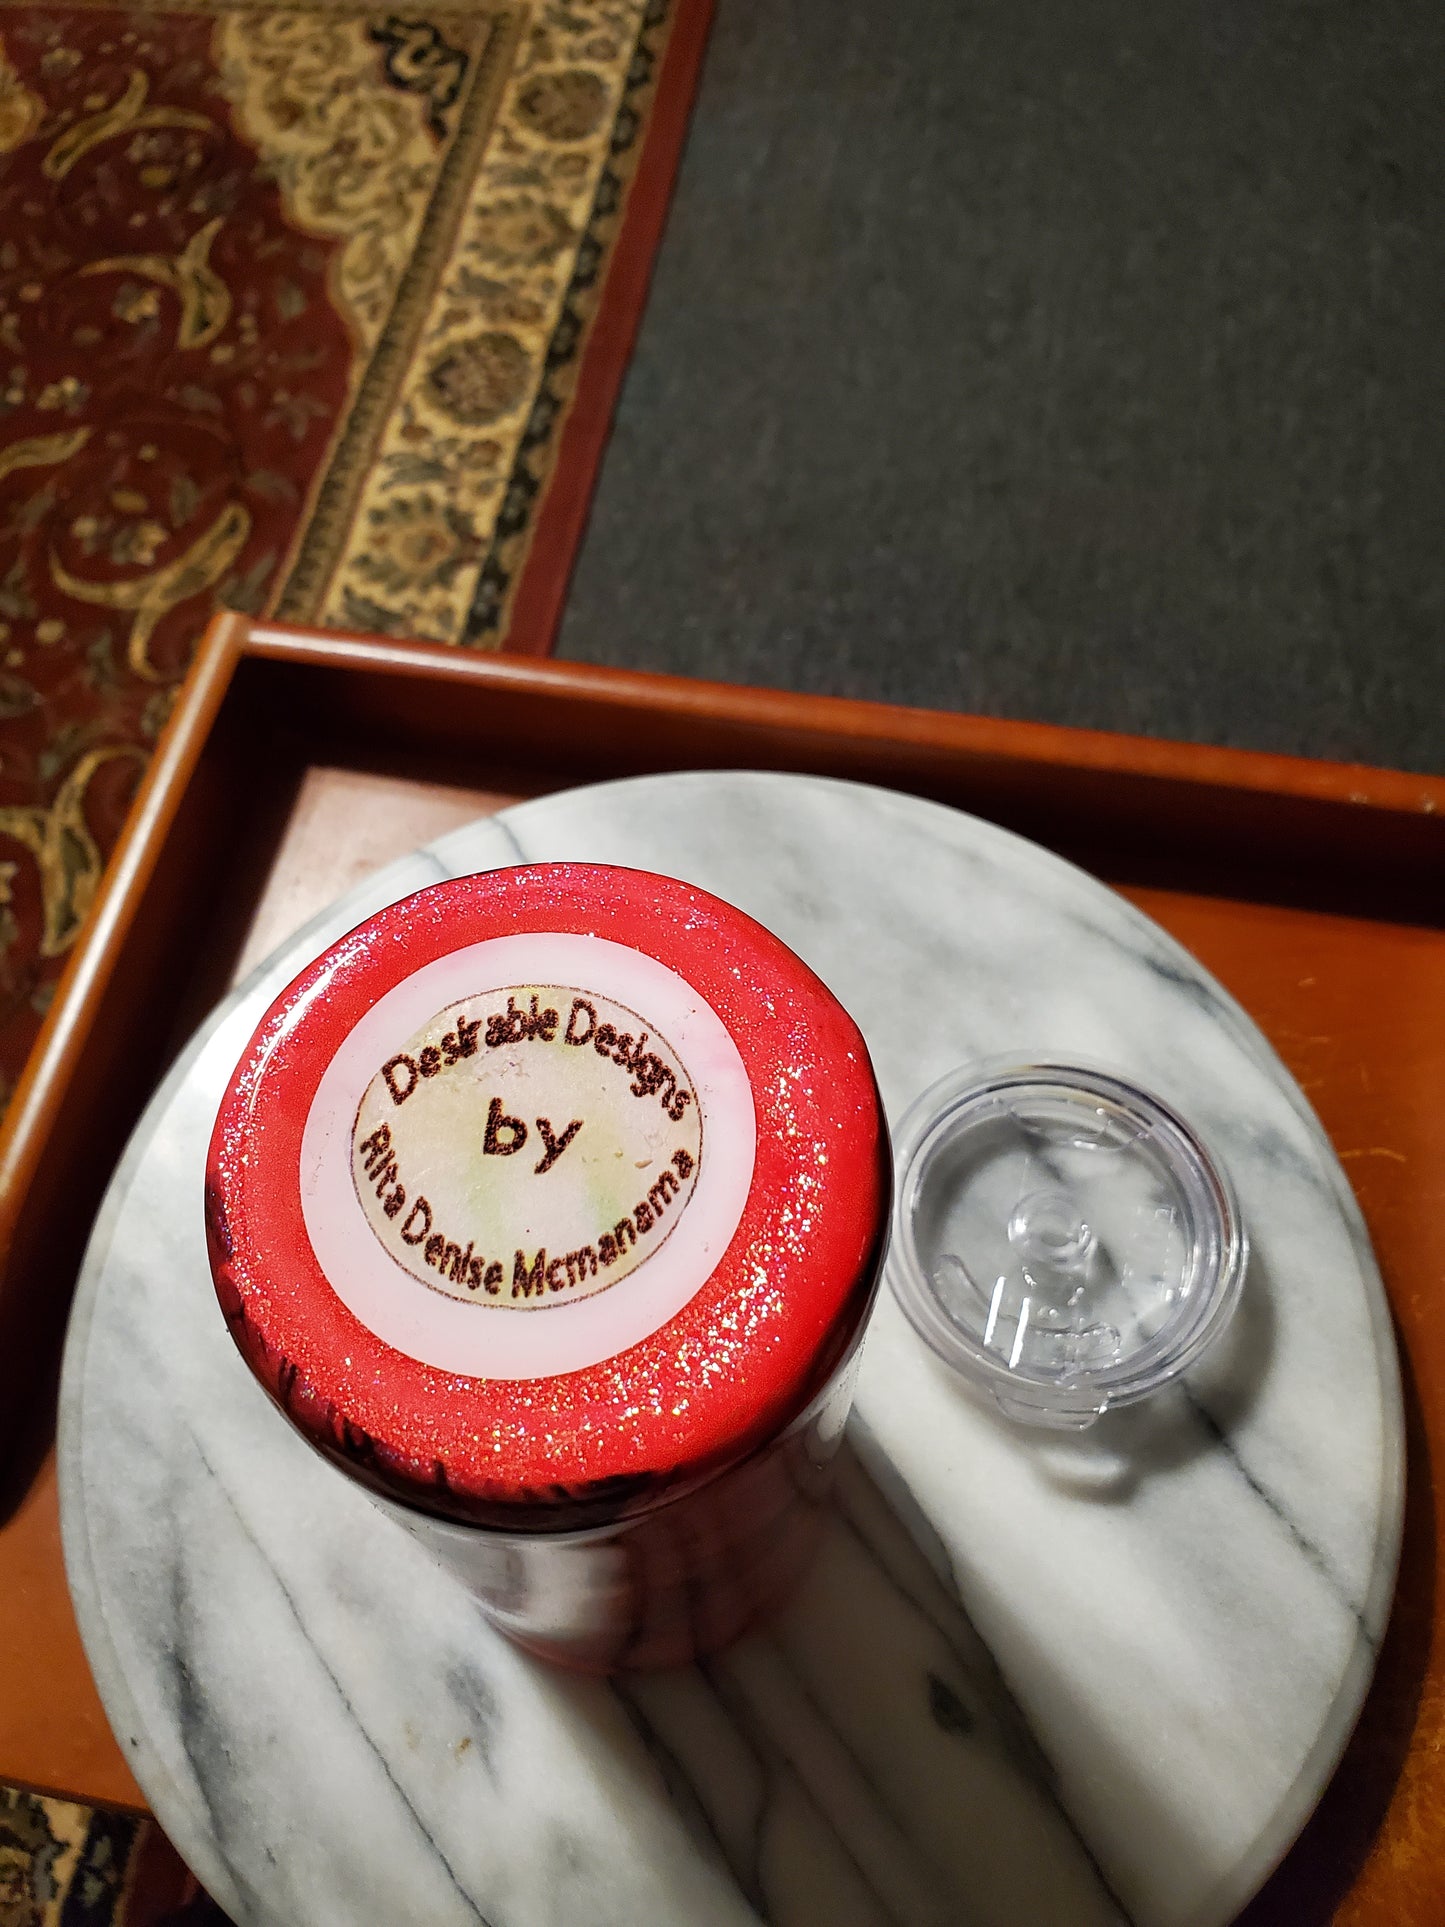 Desirable Designs
by
Rita Denise Mcmanama